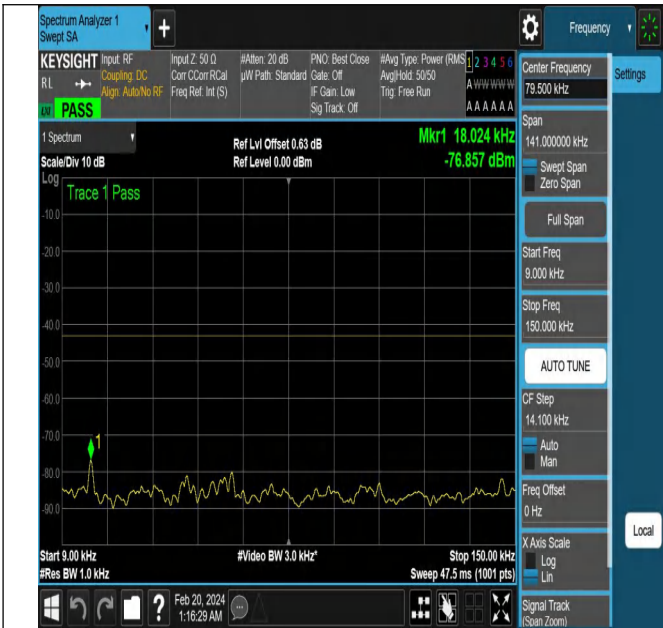 Spectrum Analyzer 1
Swept SA
+
Frequency
KEYSIGHT
Input: RF
Coupling: DC
Align: Auto/No RF
Input Z: 50 Ω
Corr CCorr RCal
Freq Ref: Int (S)
#Atten: 20 dB
µW Path: Standard
PNO: Best Close
Gate: Off
IF Gain: Low
Sig Track: Off
#Avg Type: Power (RMS
Avg|Hold: 50/50
Trig: Free Run
1 2 3 4 5 6
A W W W W W
A A A A A A
R L
LXI
PASS
1 Spectrum
Scale/Div 10 dB
Ref Lvl Offset 0.63 dB
Ref Level 0.00 dBm
Mkr1 18.024 kHz
-76.857 dBm
Log
Trace 1 Pass
-10.0
-20.0
-30.0
-40.0
-50.0
-60.0
-70.0
-80.0
-90.0
1
Start 9.00 kHz
#Res BW 1.0 kHz
#Video BW 3.0 kHz*
Stop 150.00 kHz
Sweep 47.5 ms (1001 pts)
Center Frequency
79.500 kHz
Settings
Span
141.000000 kHz
Swept Span
Zero Span
Full Span
Start Freq
9.000 kHz
Stop Freq
150.000 kHz
AUTO TUNE
CF Step
14.100 kHz
Auto
Man
Freq Offset
0 Hz
X Axis Scale
Log
Lin
Local
Signal Track
(Span Zoom)
?
Feb 20, 2024
1:16:29 AM